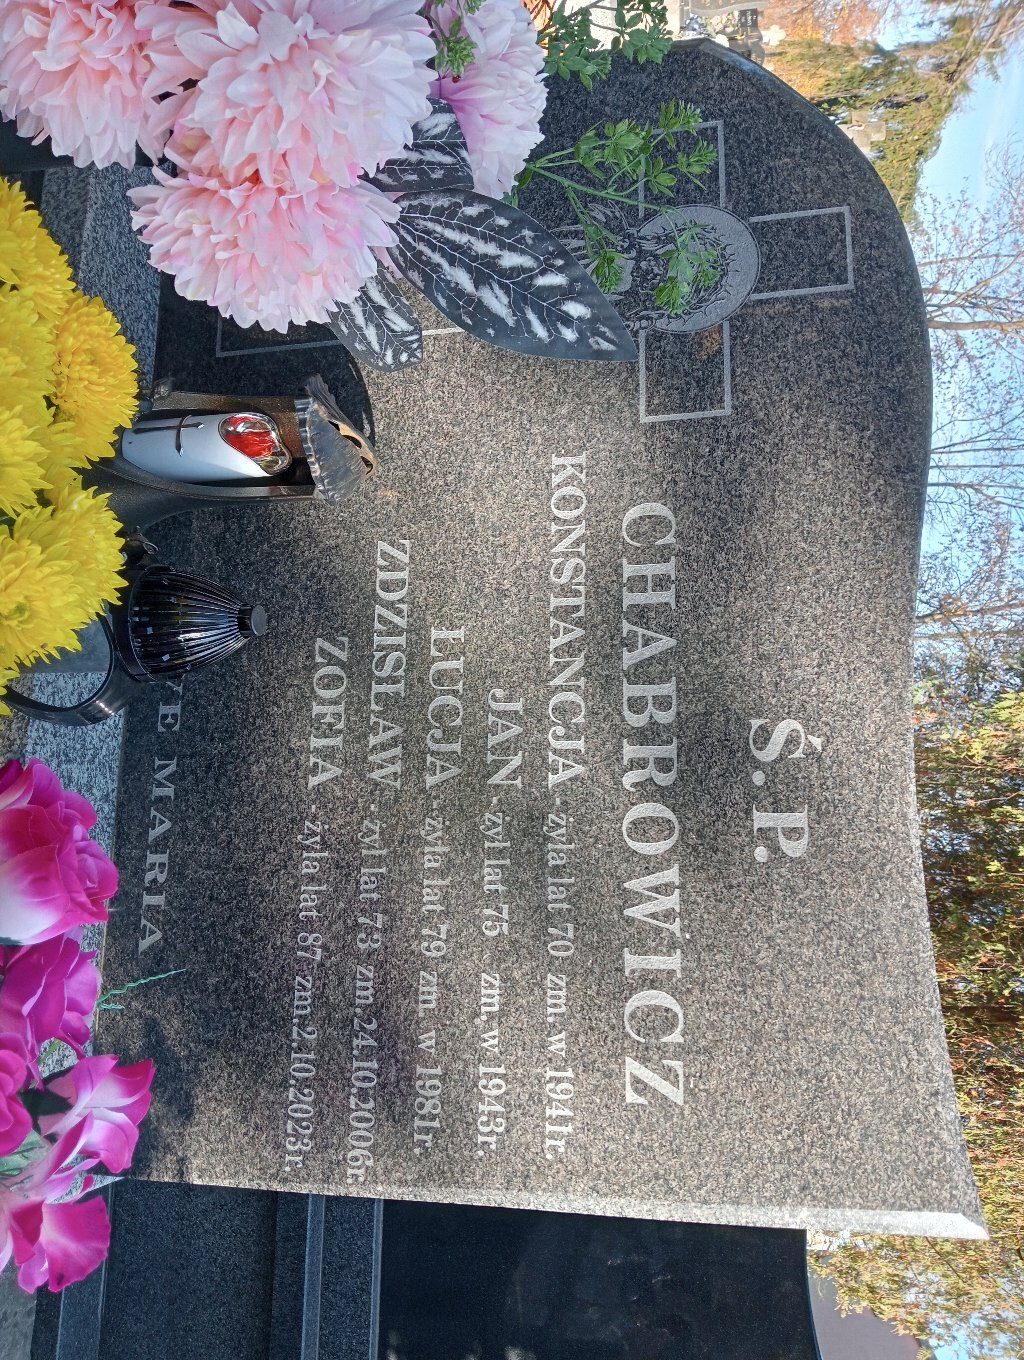 Ś.P.
CHABROWICZ
KONSTANCJA - żyła lat 70 zm. w 1941r.
JAN - żył lat 75 zm. w 1943r.
ŁUCJA - żyła lat 79 zm. w 1981r.
ZDZISŁAW - żył lat 73 zm. 24.10.2006r.
ZOFIA - żyła lat 87 zm. 2.10.2023r.
MARIA